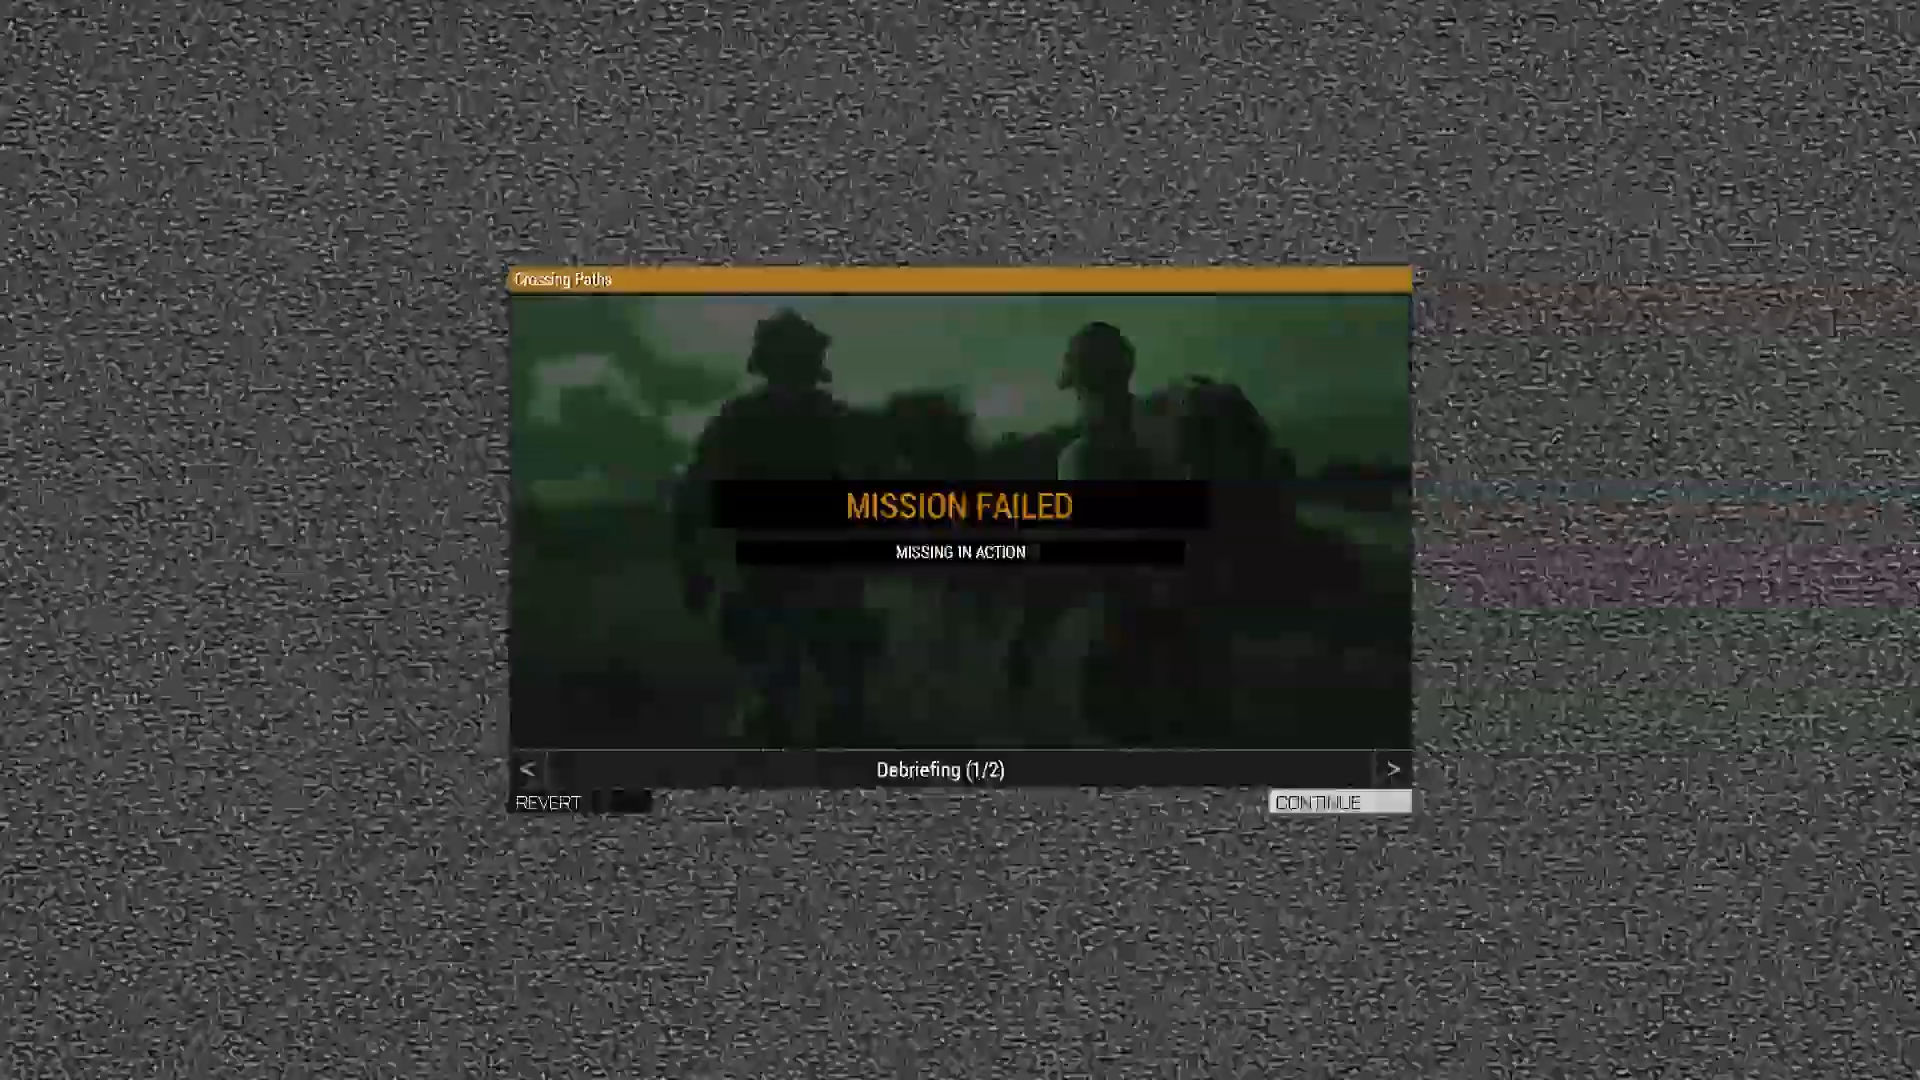 Crossing Paths
MISSION FAILED
MISSING IN ACTION
< Debriefing (1/2) >
REVERT
CONTINUE